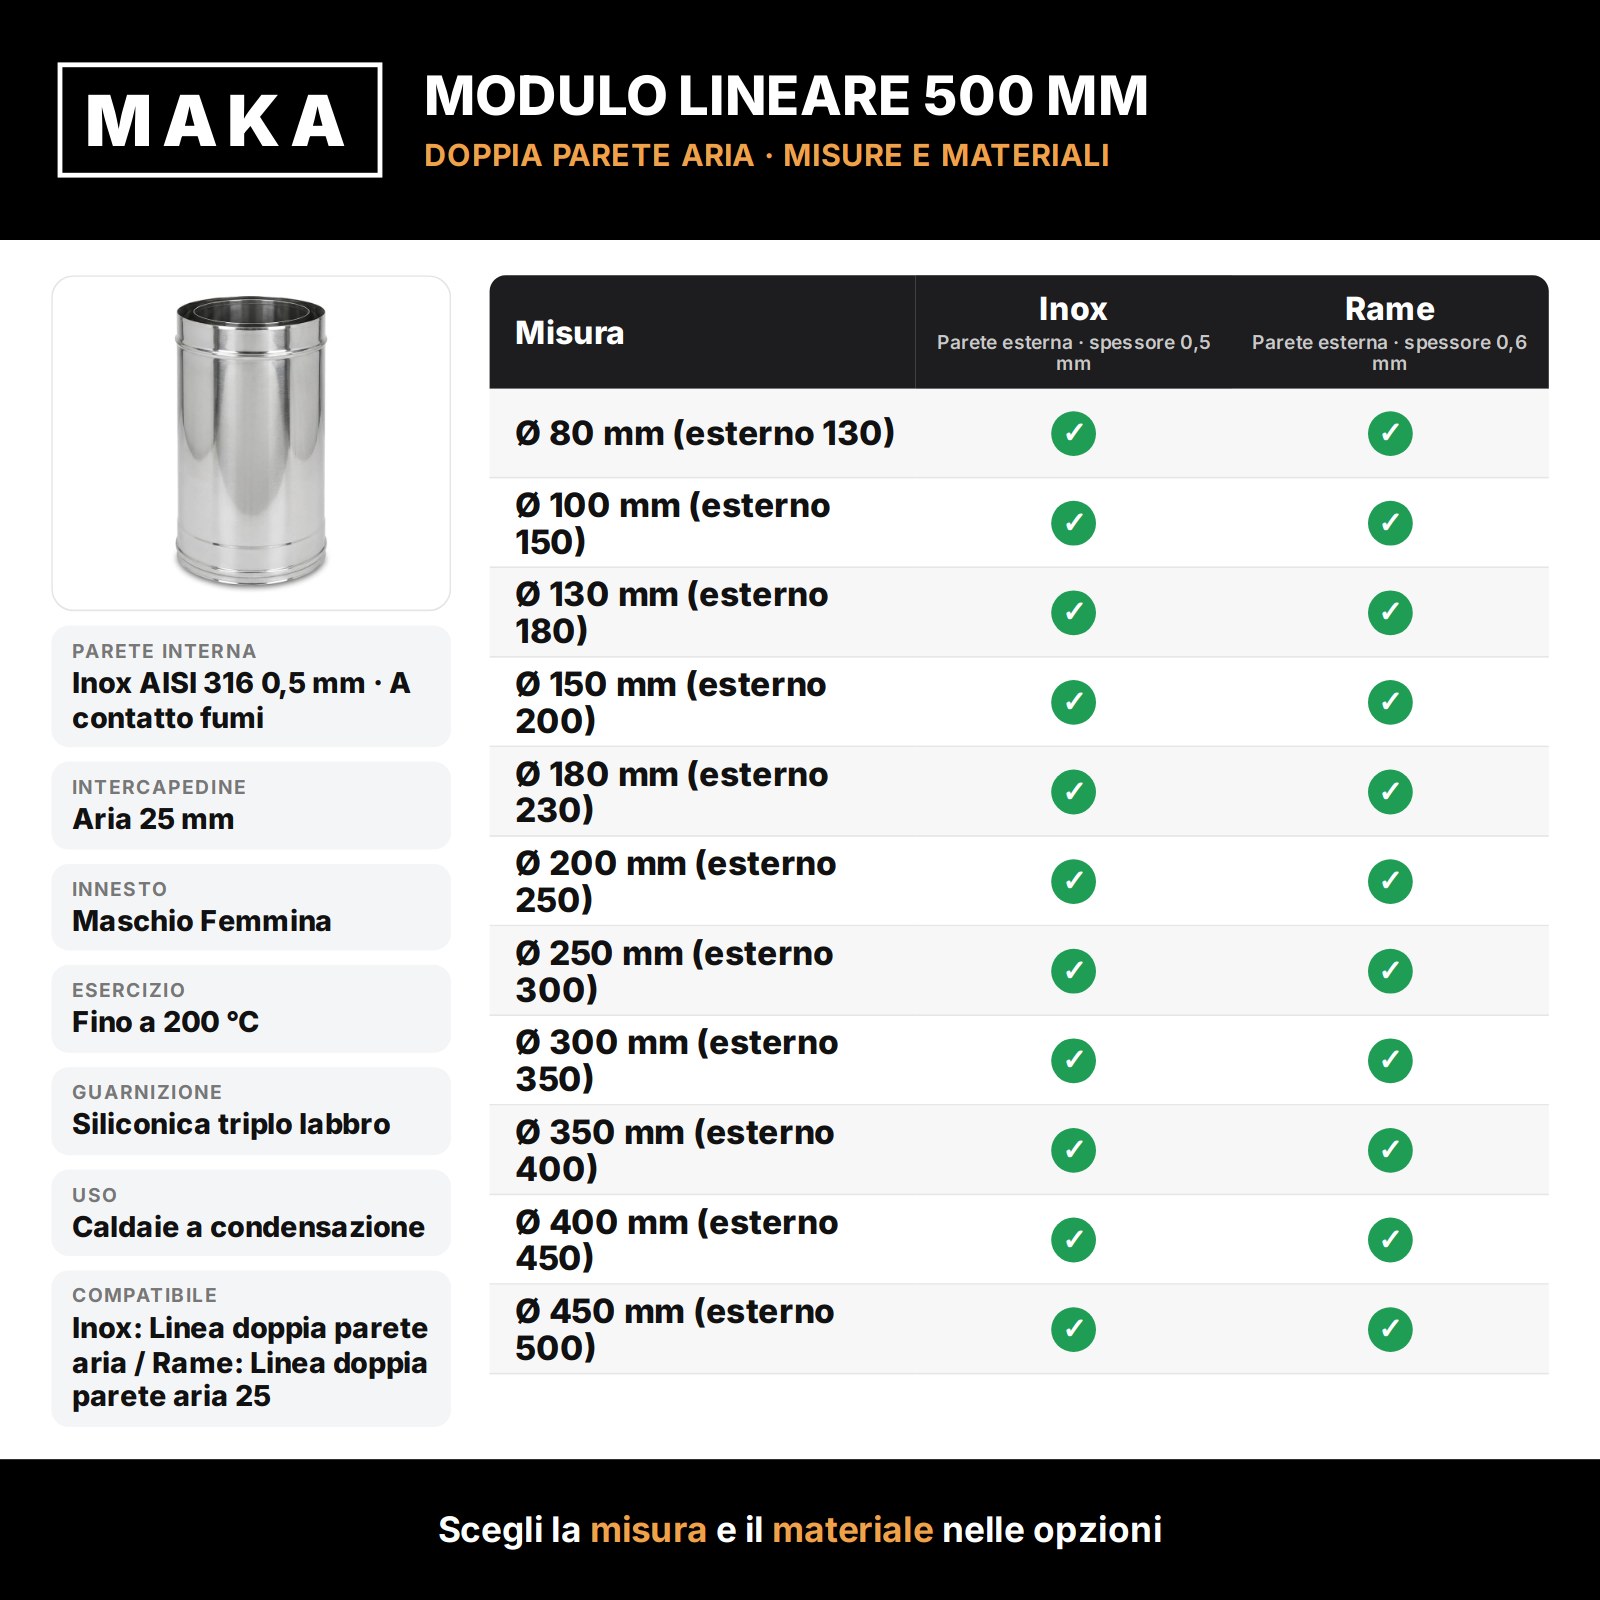 MAKA
MODULO LINEARE 500 MM
DOPPIA PARETE ARIA · MISURE E MATERIALI
PARETE INTERNA
Inox AISI 316 0,5 mm · A
contatto fumi
INTERCAPEDINE
Aria 25 mm
INNESTO
Maschio Femmina
ESERCIZIO
Fino a 200 °C
GUARNIZIONE
Siliconica triplo labbro
USO
Caldaie a condensazione
COMPATIBILE
Inox: Linea doppia parete
aria / Rame: Linea doppia
parete aria 25
Misura
Inox
Parete esterna · spessore 0,5
mm
Rame
Parete esterna · spessore 0,6
mm
Ø 80 mm (esterno 130) ✓ ✓
Ø 100 mm (esterno
150) ✓ ✓
Ø 130 mm (esterno
180) ✓ ✓
Ø 150 mm (esterno
200) ✓ ✓
Ø 180 mm (esterno
230) ✓ ✓
Ø 200 mm (esterno
250) ✓ ✓
Ø 250 mm (esterno
300) ✓ ✓
Ø 300 mm (esterno
350) ✓ ✓
Ø 350 mm (esterno
400) ✓ ✓
Ø 400 mm (esterno
450) ✓ ✓
Ø 450 mm (esterno
500) ✓ ✓
Scegli la misura e il materiale nelle opzioni